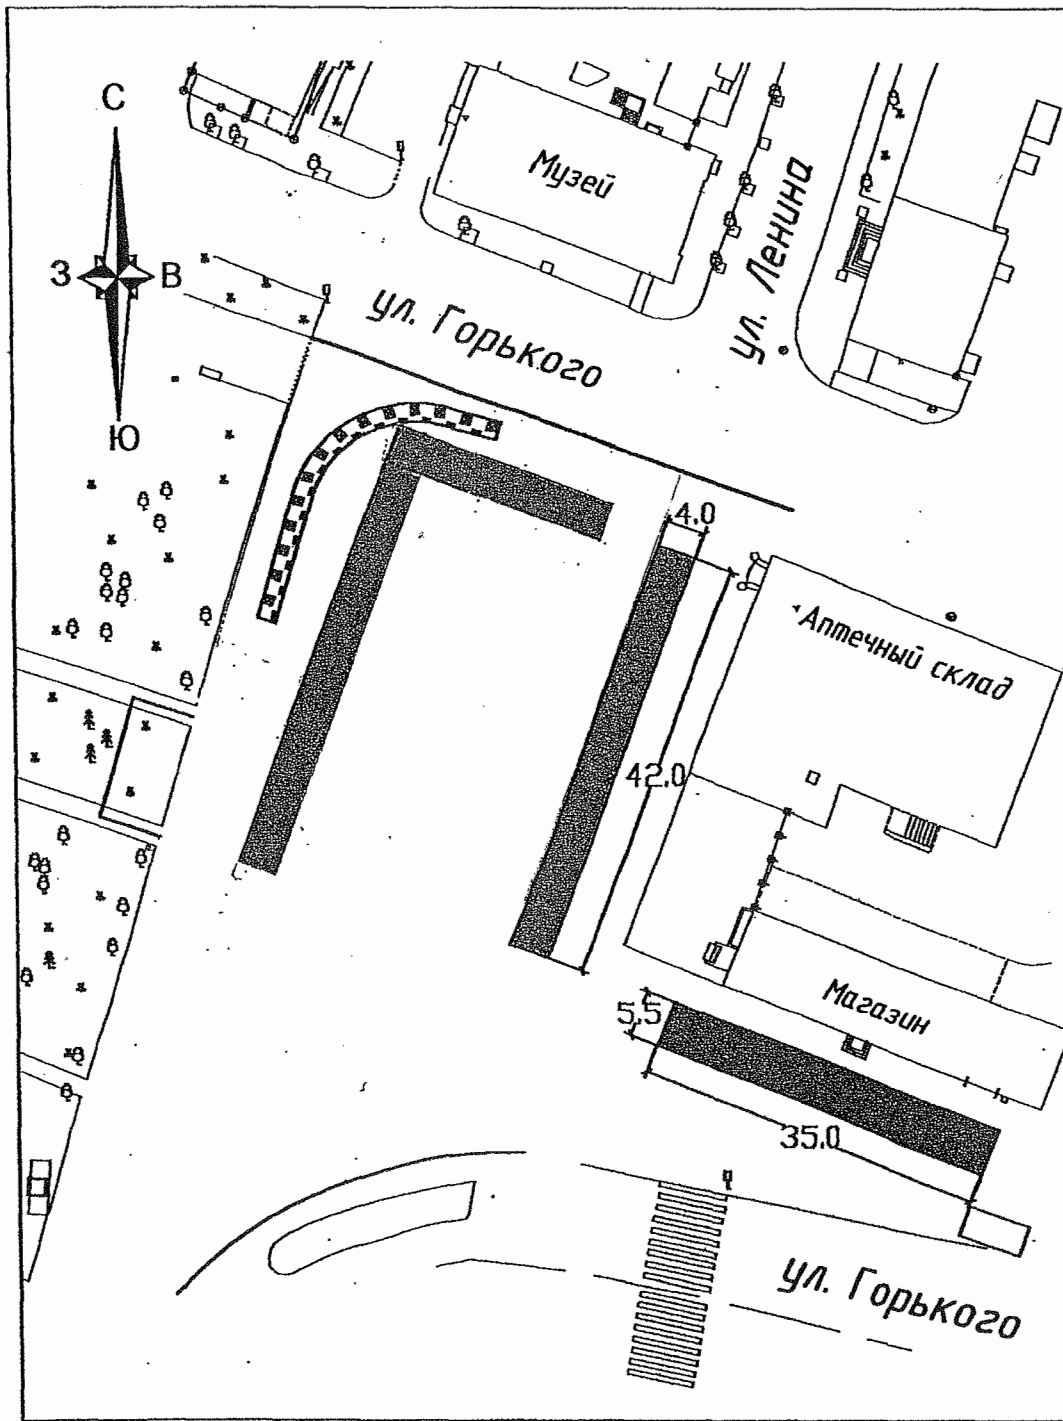 С
З В
Ю
Музей
ул. Ленина
ул. Горького
4.0
Аптечный склад
42.0
Магазин
5.5
35.0
ул. Горького